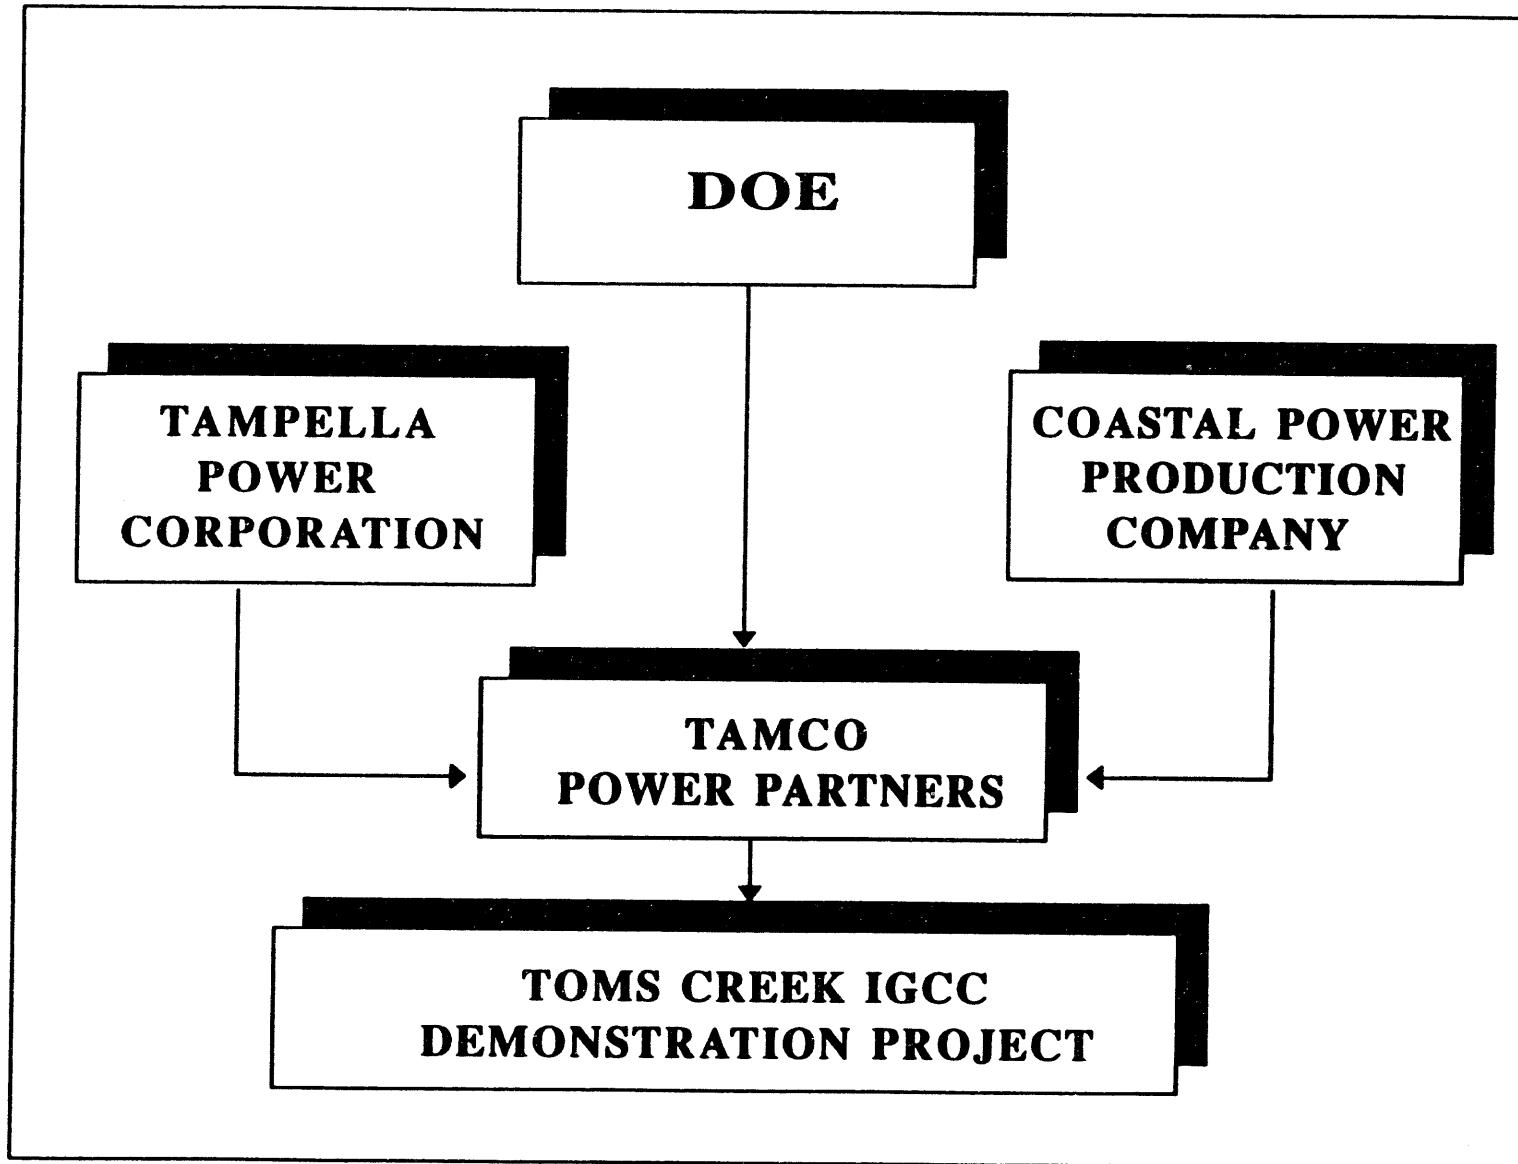 DOE
TAMPELLA
POWER
CORPORATION
COASTAL POWER
PRODUCTION
COMPANY
TAMCO
POWER PARTNERS
TOMS CREEK IGCC
DEMONSTRATION PROJECT